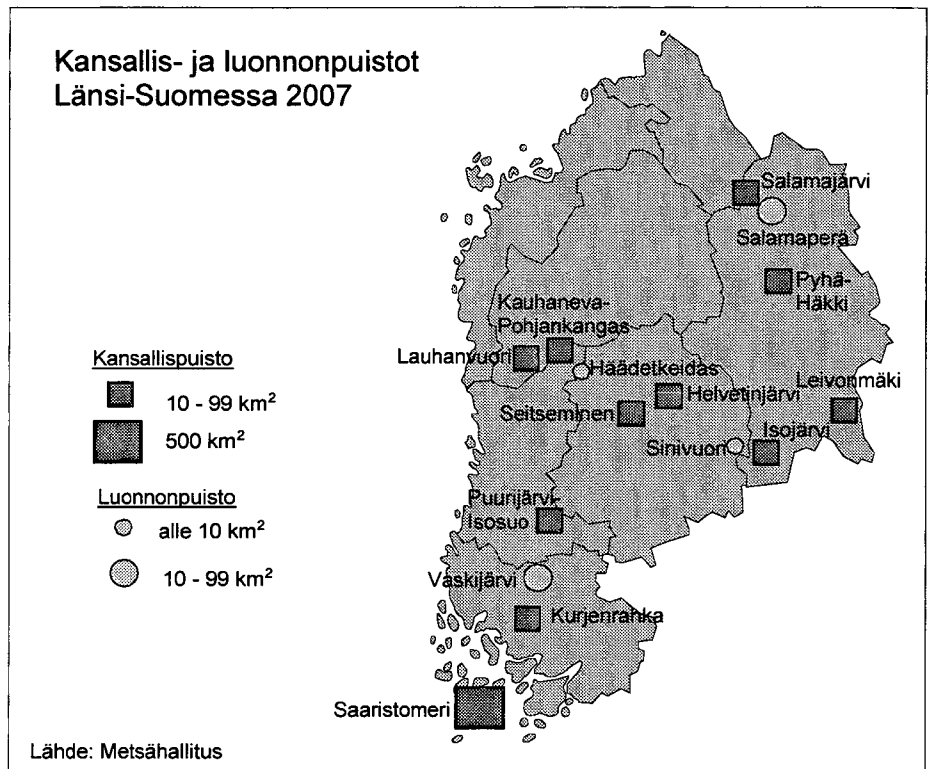 Kansallis- ja luonnonpuistot
Länsi-Suomessa 2007
Salamajärvi
Salamaperä
Pyhä-
Häkki
Kauhaneva-
Pohjankangas
Lauhanvuori
Häädetkeidas
Leivonmäki
Helvetinjärvi
Seitseminen
Isojärvi
Sinivuori
Puurijärvi-
Isosuo
Vaskijärvi
Kurjenrahka
Saaristomeri
Kansallispuisto
10 - 99 km²
500 km²
Luonnonpuisto
alle 10 km²
10 - 99 km²
Lähde: Metsähallitus